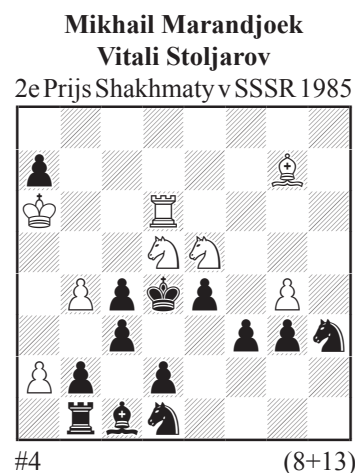 Mikhail Marandjoek
Vitali Stoljarov
2e Prijs Shakhmaty v SSSR 1985
#4 (8+13)